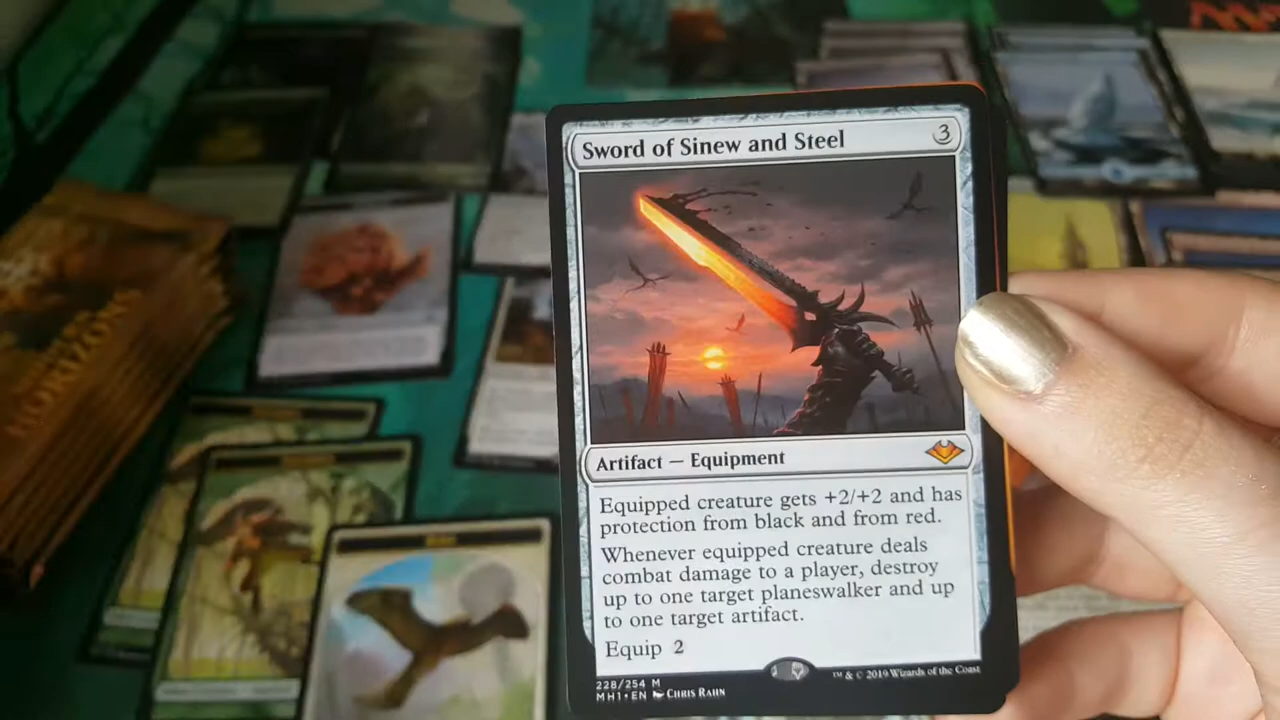 Sword of Sinew and Steel 3
Artifact — Equipment
Equipped creature gets +2/+2 and has
protection from black and from red.
Whenever equipped creature deals
combat damage to a player, destroy
up to one target planeswalker and up
to one target artifact.
Equip 2
228/254 M
MH1 • EN Chris Rahn
™ & © 2019 Wizards of the Coast
HORIZON